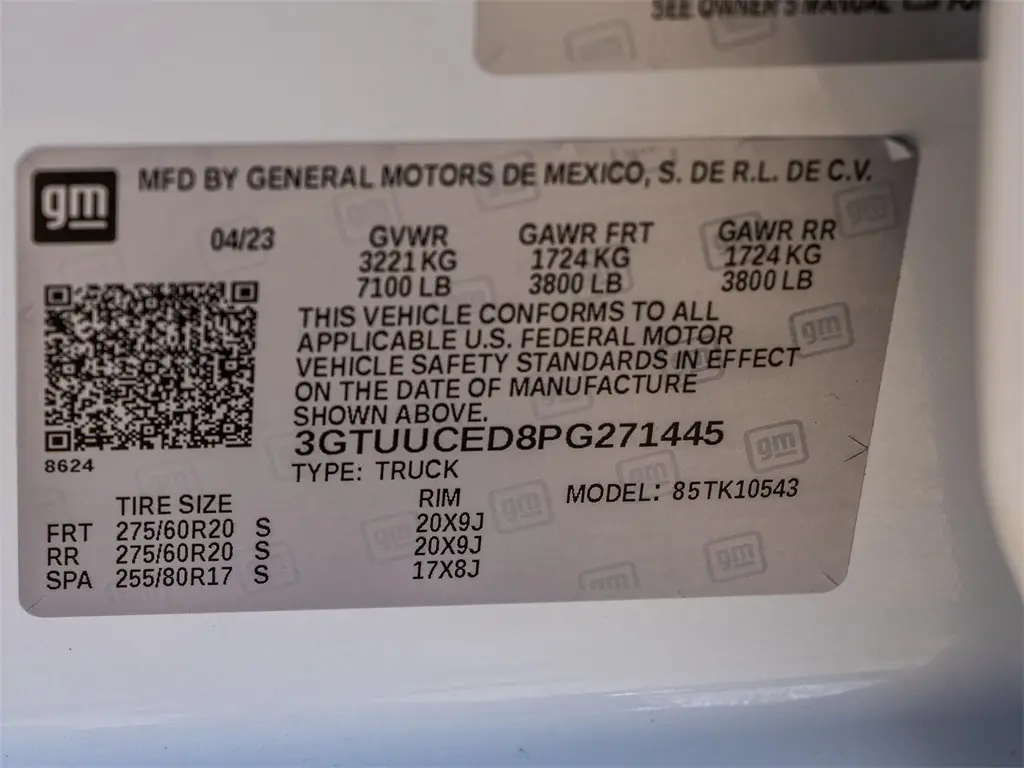 SEE OWNER'S MANUAL
gm
MFD BY GENERAL MOTORS DE MEXICO, S. DE R.L. DE C.V.
04/23 GVWR GAWR FRT GAWR RR
3221 KG 1724 KG 1724 KG
7100 LB 3800 LB 3800 LB
THIS VEHICLE CONFORMS TO ALL
APPLICABLE U.S. FEDERAL MOTOR
VEHICLE SAFETY STANDARDS IN EFFECT
ON THE DATE OF MANUFACTURE
SHOWN ABOVE.
3GTUUCED8PG271445
8624
TYPE: TRUCK
MODEL: 85TK10543
TIRE SIZE RIM
FRT 275/60R20 S 20X9J
RR 275/60R20 S 20X9J
SPA 255/80R17 S 17X8J